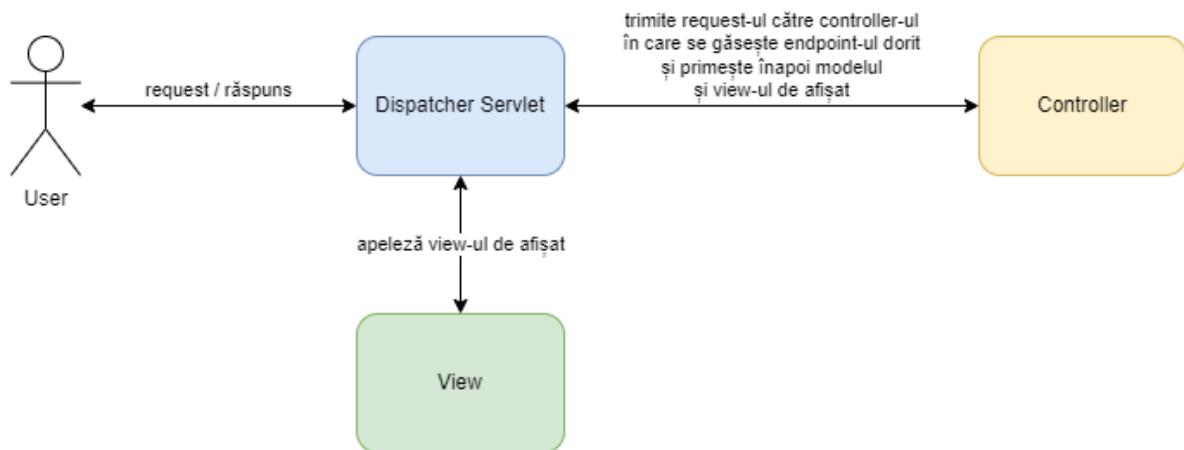 trimite request-ul către controller-ul
în care se găsește endpoint-ul dorit
și primește înapoi modelul
și view-ul de afișat
request / răspuns
Dispatcher Servlet
Controller
User
apeleză view-ul de afișat
View